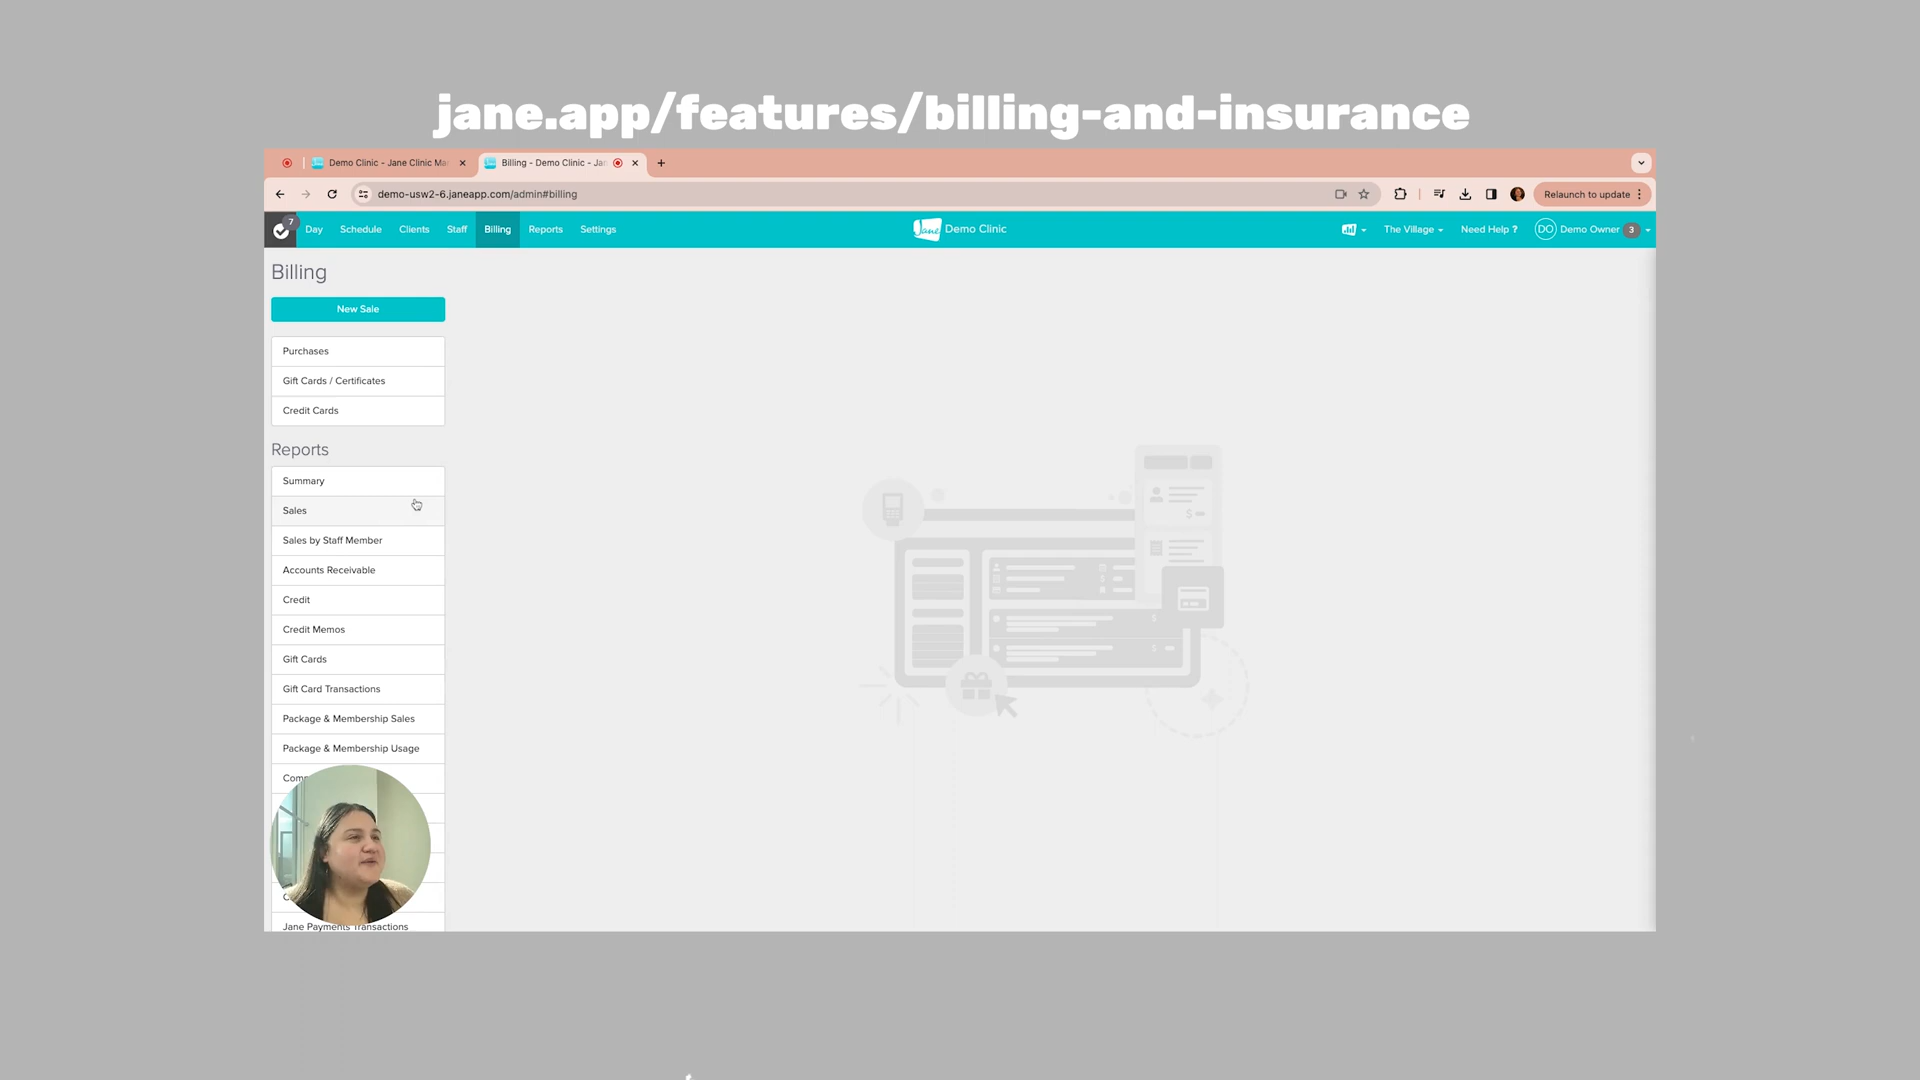 jane.app/features/billing-and-insurance
Demo Clinic - Jane Clinic Ma
Billing - Demo Clinic - Jan
demo-usw2-6.janeapp.com/admin#billing
Relaunch to update
7
Day
Schedule
Clients
Staff
Billing
Reports
Settings
Jane
Demo Clinic
The Village
Need Help ?
DO
Demo Owner
3
Billing
New Sale
Purchases
Gift Cards / Certificates
Credit Cards
Reports
Summary
Sales
Sales by Staff Member
Accounts Receivable
Credit
Credit Memos
Gift Cards
Gift Card Transactions
Package & Membership Sales
Package & Membership Usage
Jane Payments Transactions